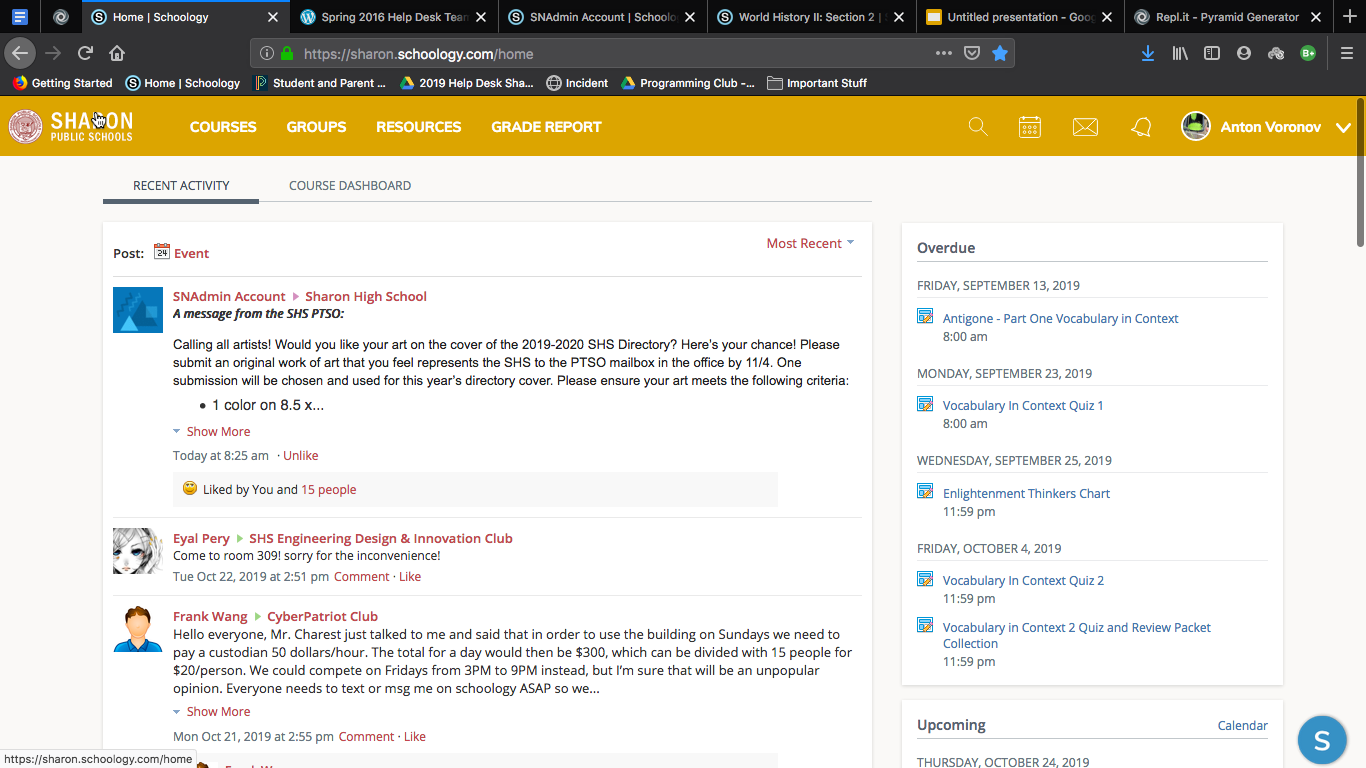 Home | Schoology
Spring 2016 Help Desk Team
SNAdmin Account | Schoolo
World History II: Section 2 | S
Untitled presentation - Goog
Repl.it - Pyramid Generator
https://sharon.schoology.com/home
Getting Started
Home | Schoology
Student and Parent ...
2019 Help Desk Sha...
Incident
Programming Club -...
Important Stuff
SHARON
PUBLIC SCHOOLS
COURSES
GROUPS
RESOURCES
GRADE REPORT
Anton Voronov
RECENT ACTIVITY
COURSE DASHBOARD
Post:
24
Event
Most Recent
SNAdmin Account
Sharon High School
A message from the SHS PTSO:
Calling all artists! Would you like your art on the cover of the 2019-2020 SHS Directory? Here's your chance! Please
submit an original work of art that you feel represents the SHS to the PTSO mailbox in the office by 11/4. One
submission will be chosen and used for this year's directory cover. Please ensure your art meets the following criteria:
• 1 color on 8.5 x...
Show More
Today at 8:25 am · Unlike
Liked by You and 15 people
Eyal Pery
SHS Engineering Design & Innovation Club
Come to room 309! sorry for the inconvenience!
Tue Oct 22, 2019 at 2:51 pm Comment · Like
Frank Wang
CyberPatriot Club
Hello everyone, Mr. Charest just talked to me and said that in order to use the building on Sundays we need to
pay a custodian 50 dollars/hour. The total for a day would then be $300, which can be divided with 15 people for
$20/person. We could compete on Fridays from 3PM to 9PM instead, but I'm sure that will be an unpopular
opinion. Everyone needs to text or msg me on schoology ASAP so we...
Show More
Mon Oct 21, 2019 at 2:55 pm Comment · Like
https://sharon.schoology.com/home
Overdue
FRIDAY, SEPTEMBER 13, 2019
Antigone - Part One Vocabulary in Context
8:00 am
MONDAY, SEPTEMBER 23, 2019
Vocabulary In Context Quiz 1
8:00 am
WEDNESDAY, SEPTEMBER 25, 2019
Enlightenment Thinkers Chart
11:59 pm
FRIDAY, OCTOBER 4, 2019
Vocabulary In Context Quiz 2
11:59 pm
Vocabulary in Context 2 Quiz and Review Packet
Collection
11:59 pm
Upcoming
Calendar
THURSDAY, OCTOBER 24, 2019
S